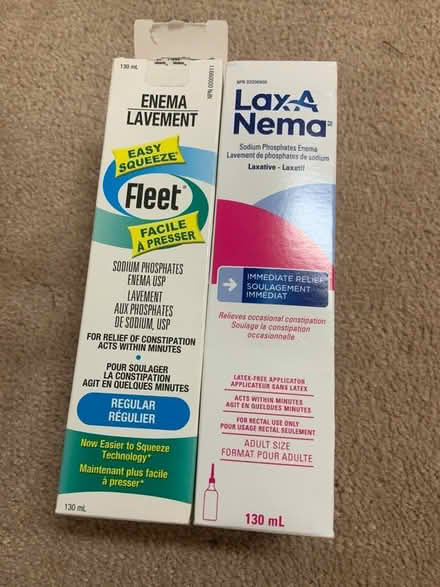 130 mL
NPN 02009911
ENEMA
LAVEMENT
EASY
SQUEEZE*
Fleet®
FACILE
À PRESSER
SODIUM PHOSPHATES
ENEMA USP
LAVEMENT
AUX PHOSPHATES
DE SODIUM, USP
FOR RELIEF OF CONSTIPATION
ACTS WITHIN MINUTES
•
POUR SOULAGER
LA CONSTIPATION
AGIT EN QUELQUES MINUTES
REGULAR
RÉGULIER
Now Easier to Squeeze
Technology*
Maintenant plus facile
à presser*
130 mL
Lax-A
Nema
Sodium Phosphates Enema
Lavement de phosphates de sodium
Laxative - Laxatif
IMMEDIATE RELIEF
SOULAGEMENT
IMMÉDIAT
Relieves occasional constipation
Soulage la constipation
occasionnelle
LATEX-FREE APPLICATOR
APPLICATEUR SANS LATEX
ACTS WITHIN MINUTES
AGIT EN QUELQUES MINUTES
FOR RECTAL USE ONLY
POUR USAGE RECTAL SEULEMENT
ADULT SIZE
FORMAT POUR ADULTE
130 mL